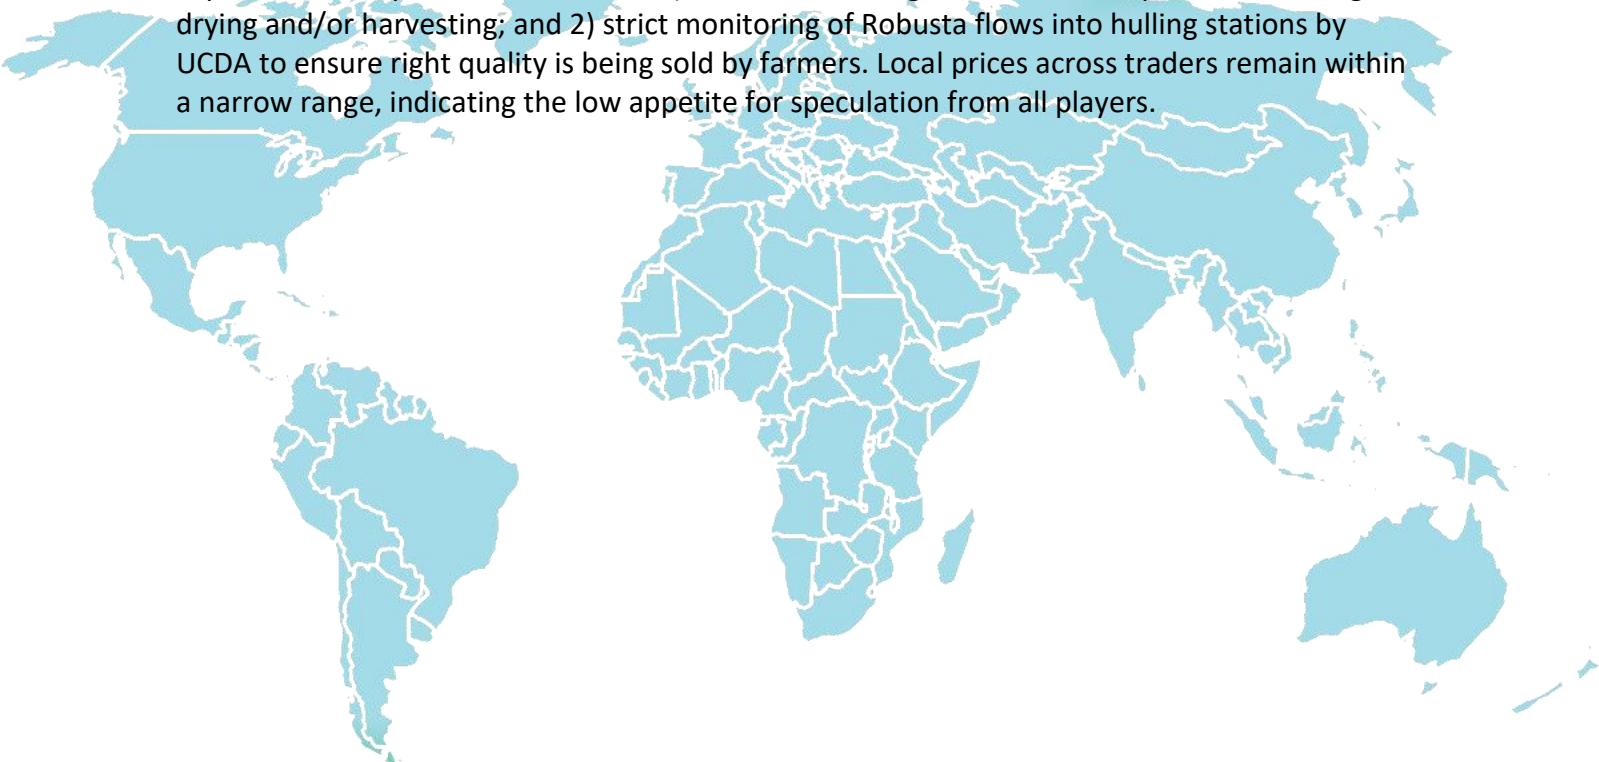 drying and/or harvesting; and 2) strict monitoring of Robusta flows into hulling stations by
UCDA to ensure right quality is being sold by farmers. Local prices across traders remain within
a narrow range, indicating the low appetite for speculation from all players.